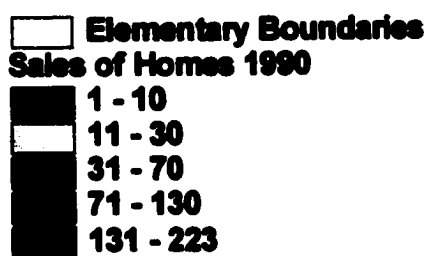 Elementary Boundaries
Sales of Homes 1990
1 - 10
11 - 30
31 - 70
71 - 130
131 - 223